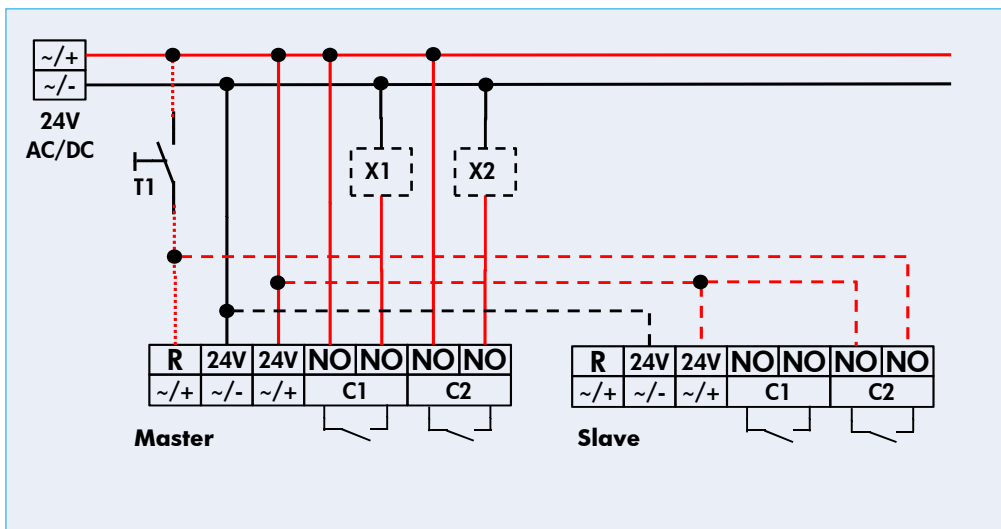 ~/+
~/-
24V
AC/DC
T1
X1
X2
R 24V 24V NO NO NO NO
~/+ ~/- ~/+ C1 C2
Master
R 24V 24V NO NO NO NO
~/+ ~/- ~/+ C1 C2
Slave